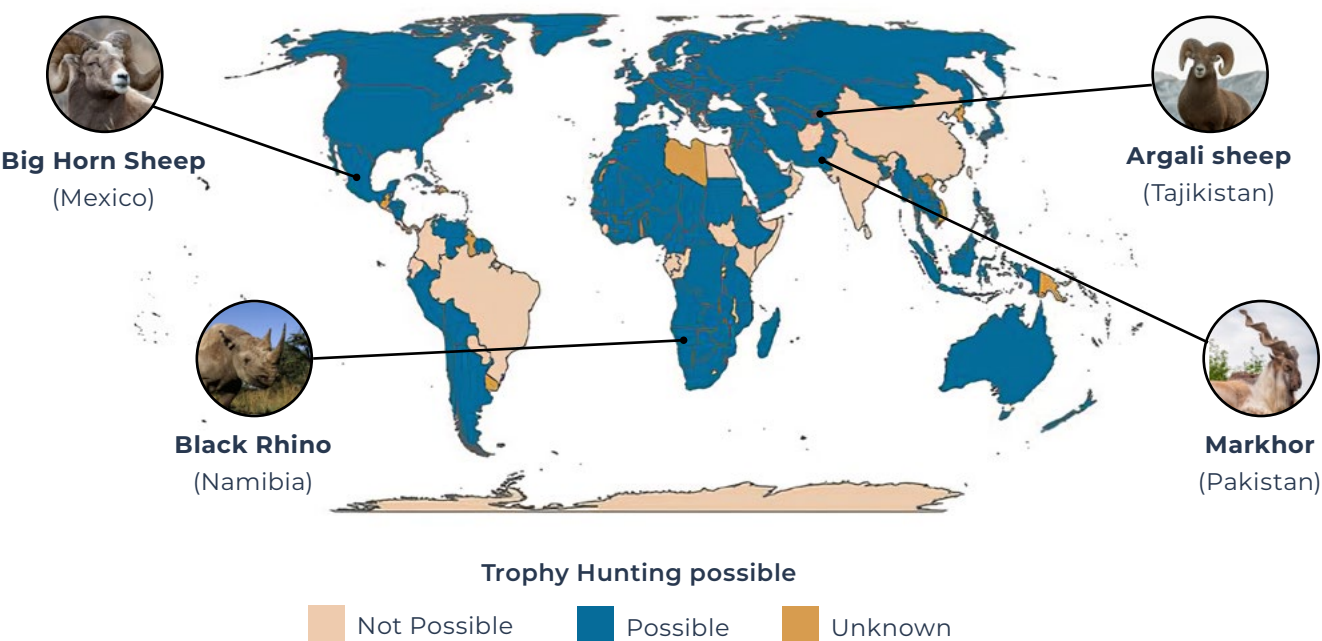 Big Horn Sheep
(Mexico)
Argali sheep
(Tajikistan)
Black Rhino
(Namibia)
Markhor
(Pakistan)
Trophy Hunting possible
Not Possible
Possible
Unknown